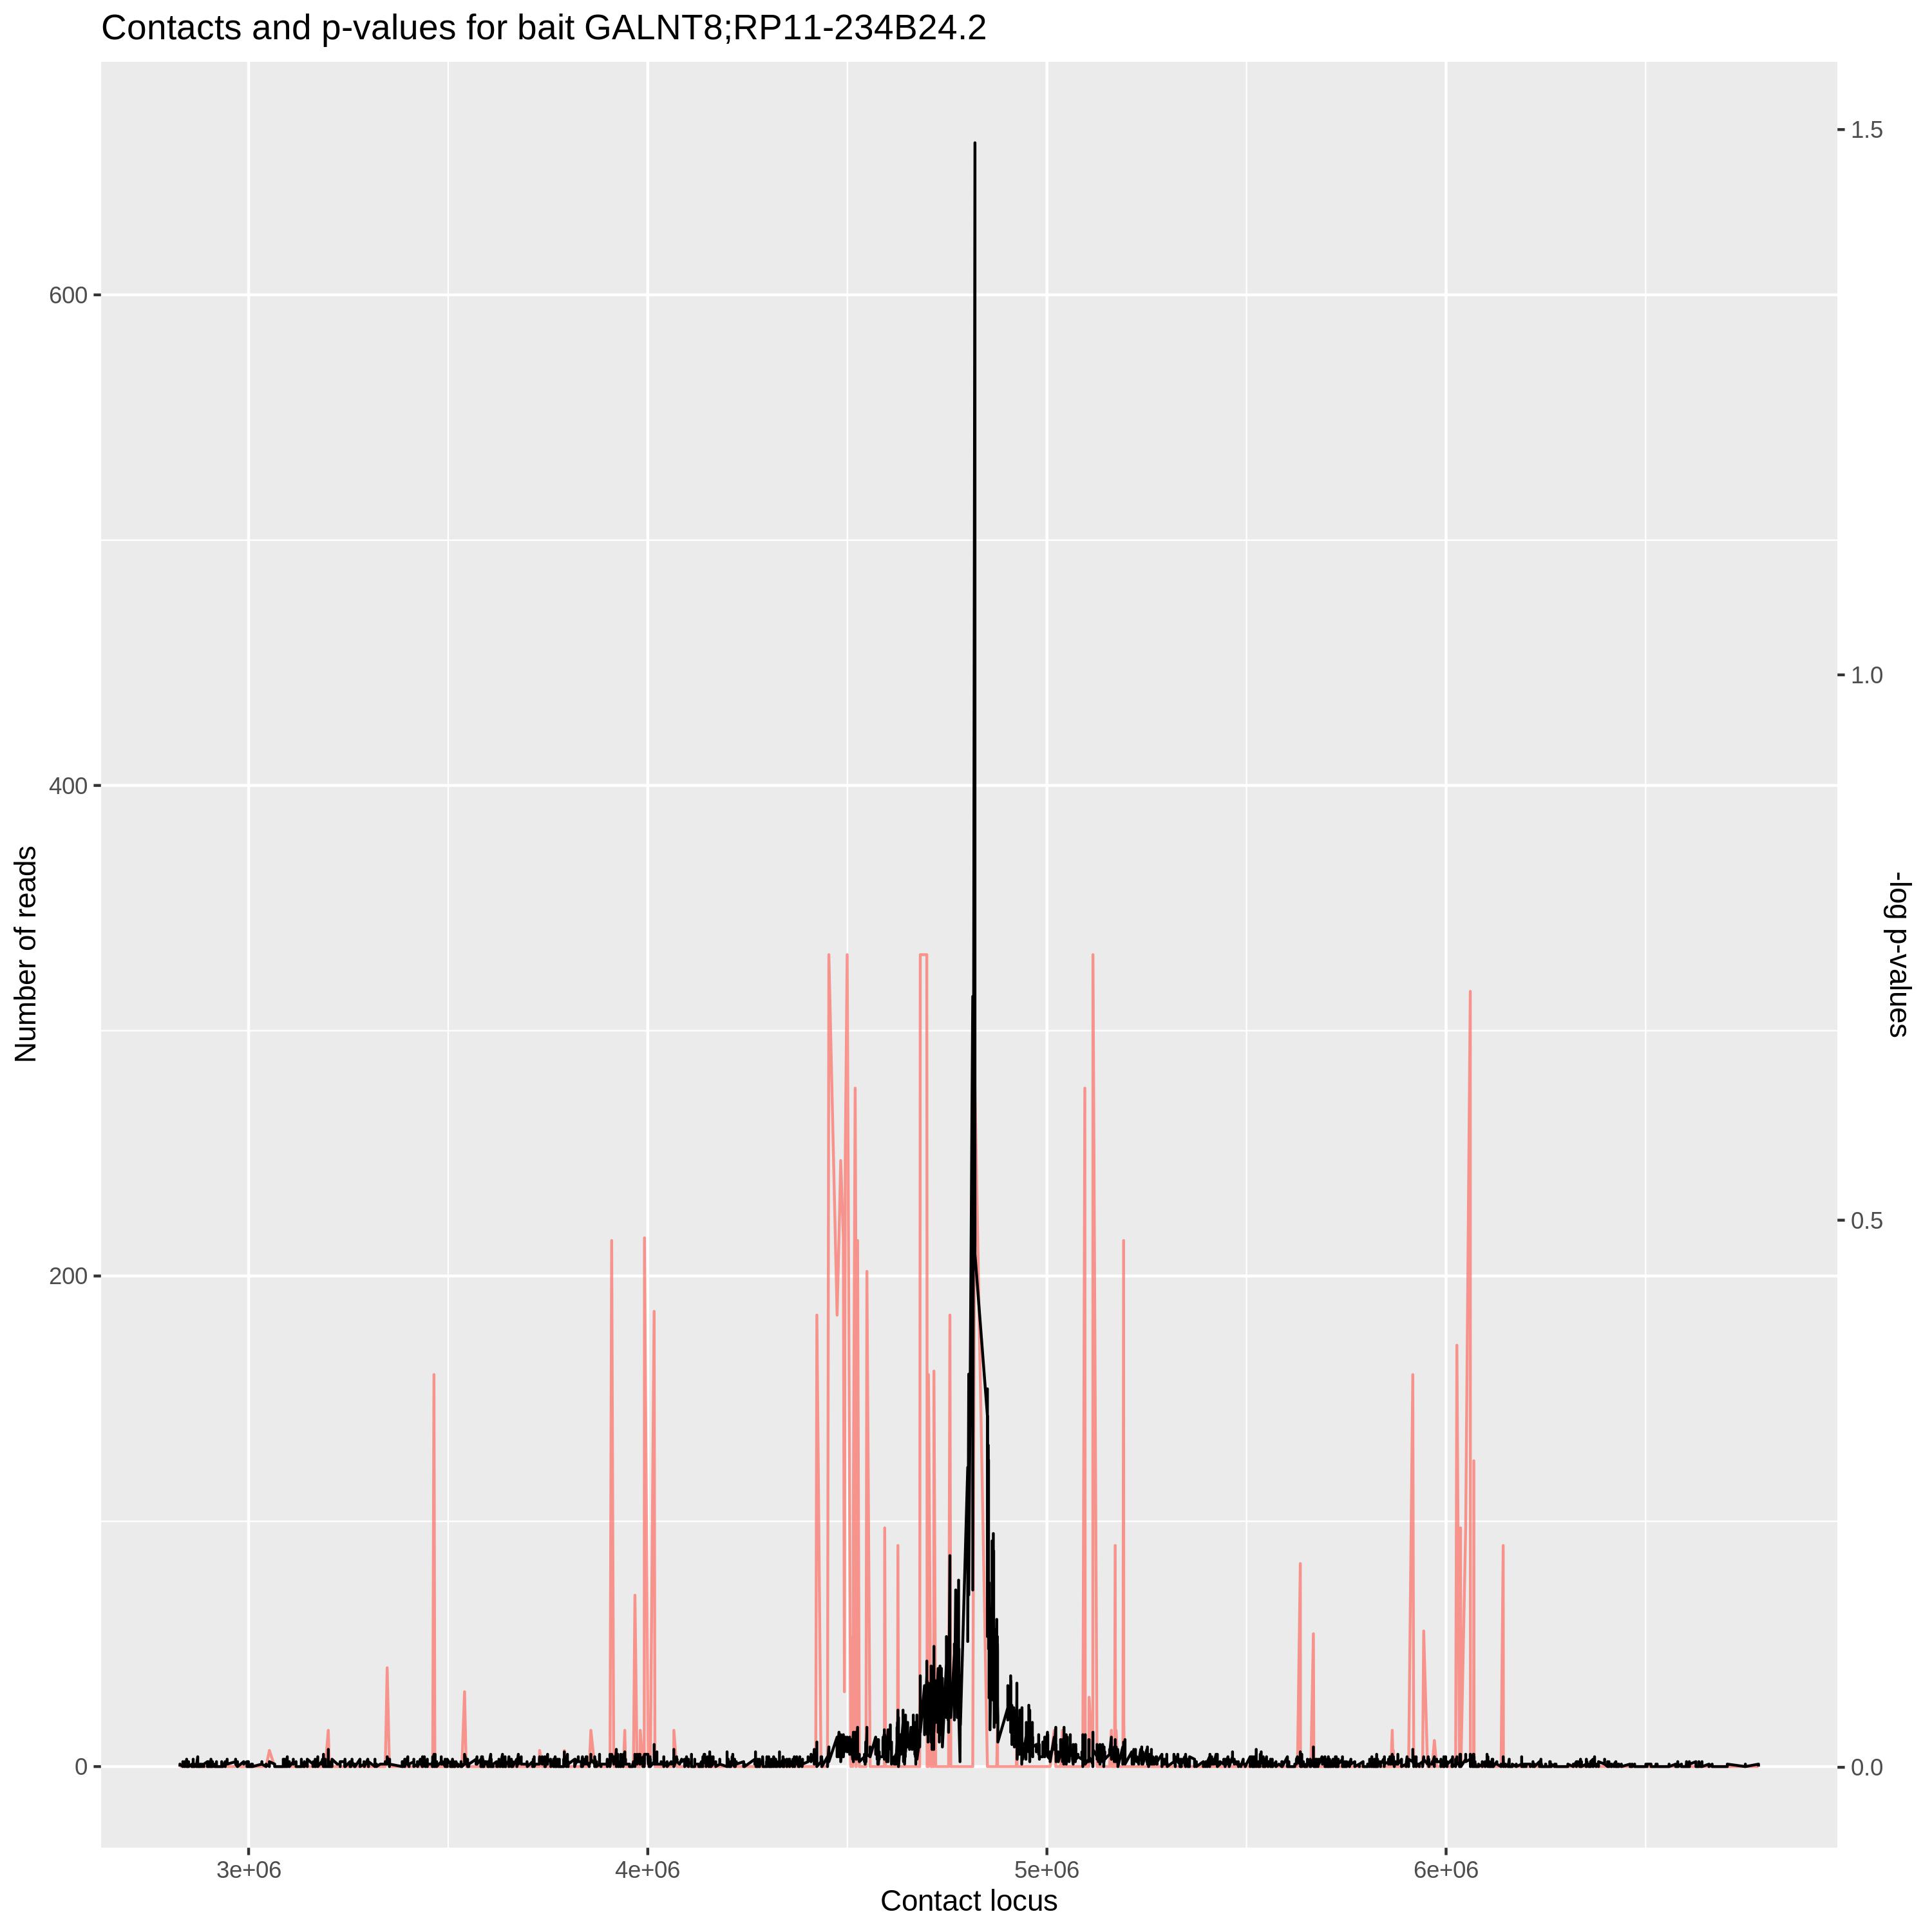 Contacts and p-values for bait GALNT8;RP11-234B24.2
Number of reads
600
400
200
0
1.5
1.0
0.5
0.0
-log p-values
3e+06
4e+06
5e+06
6e+06
Contact locus